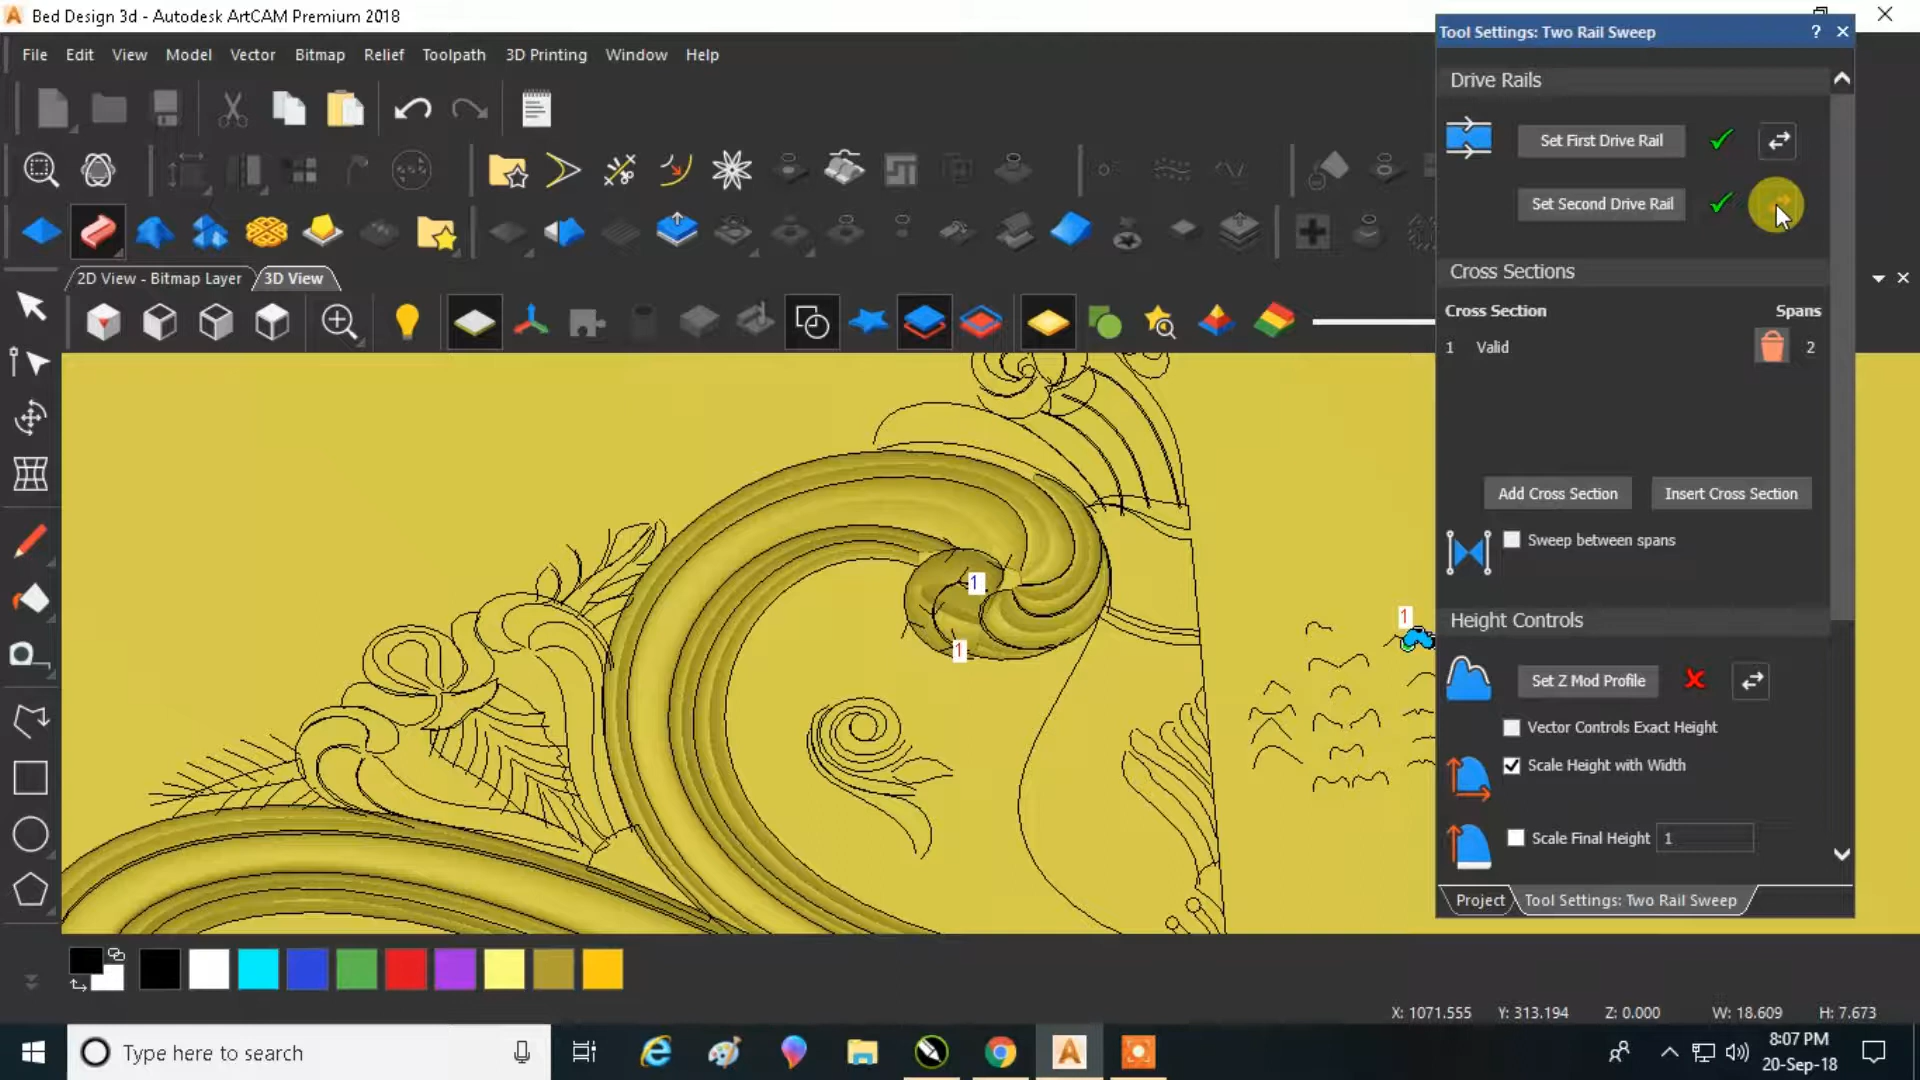 Bed Design 3d - Autodesk ArtCAM Premium 2018
File Edit View Model Vector Bitmap Relief Toolpath 3D Printing Window Help
2D View - Bitmap Layer 3D View
Tool Settings: Two Rail Sweep ?
Drive Rails
Set First Drive Rail
Set Second Drive Rail
Cross Sections
Cross Section Spans
1 Valid 2
Add Cross Section Insert Cross Section
Sweep between spans
Height Controls
Set Z Mod Profile
Vector Controls Exact Height
Scale Height with Width
Scale Final Height 1
Project Tool Settings: Two Rail Sweep
1
1
1
X: 1071.555 Y: 313.194 Z: 0.000 W: 18.609 H: 7.673
Type here to search
8:07 PM
20-Sep-18